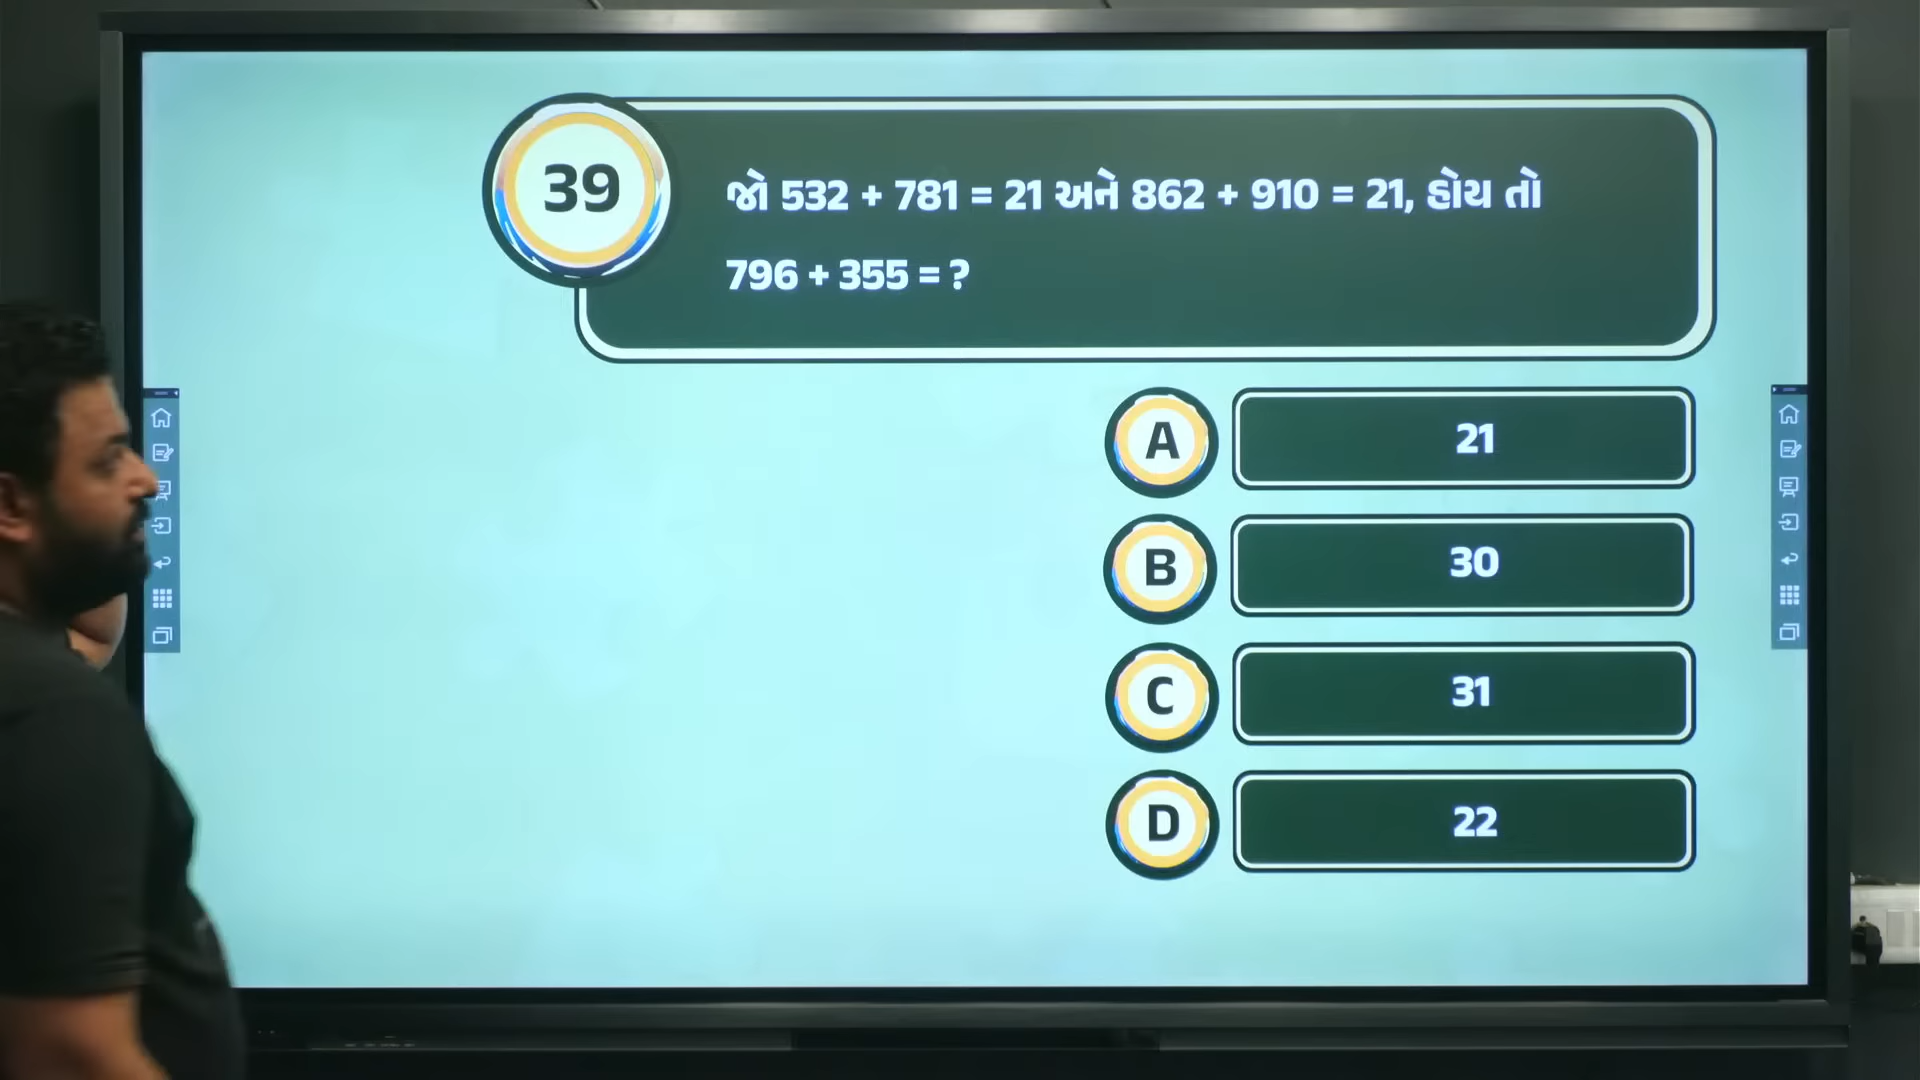 39
જો 532 + 781 = 21 અને 862 + 910 = 21, હોય તો
796 + 355 = ?
A 21
B 30
C 31
D 22